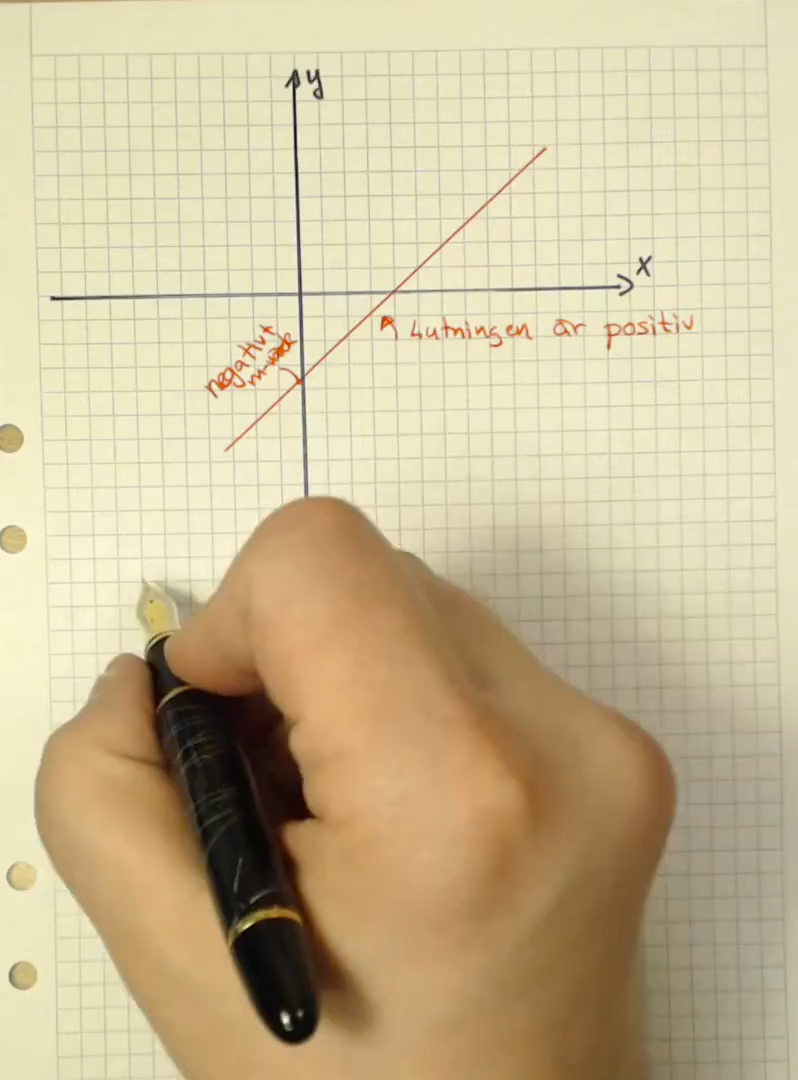 y
x
Lutningen är positiv
negativt
m-värde